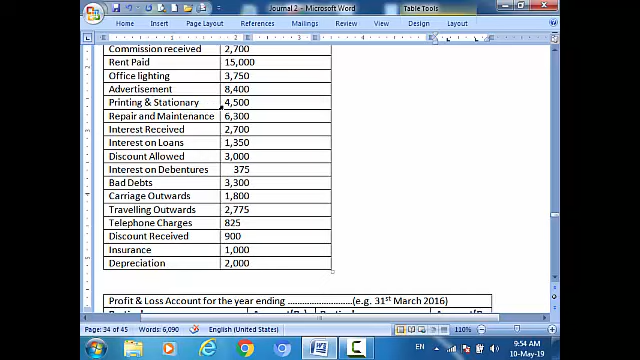 Journal 2 - Microsoft Word
Table Tools
Home Insert Page Layout References Mailings Review View Design Layout
Commission received 2,700
Rent Paid 15,000
Office lighting 3,750
Advertisement 8,400
Printing & Stationary 4,500
Repair and Maintenance 6,300
Interest Received 2,700
Interest on Loans 1,350
Discount Allowed 3,000
Interest on Debentures 375
Bad Debts 3,300
Carriage Outwards 1,800
Travelling Outwards 2,775
Telephone Charges 825
Discount Received 900
Insurance 1,000
Depreciation 2,000
Profit & Loss Account for the year ending ............................(e.g. 31st March 2016)
Page: 34 of 45 Words: 6,090 English (United States) 110%
EN 9:54 AM
10-May-19